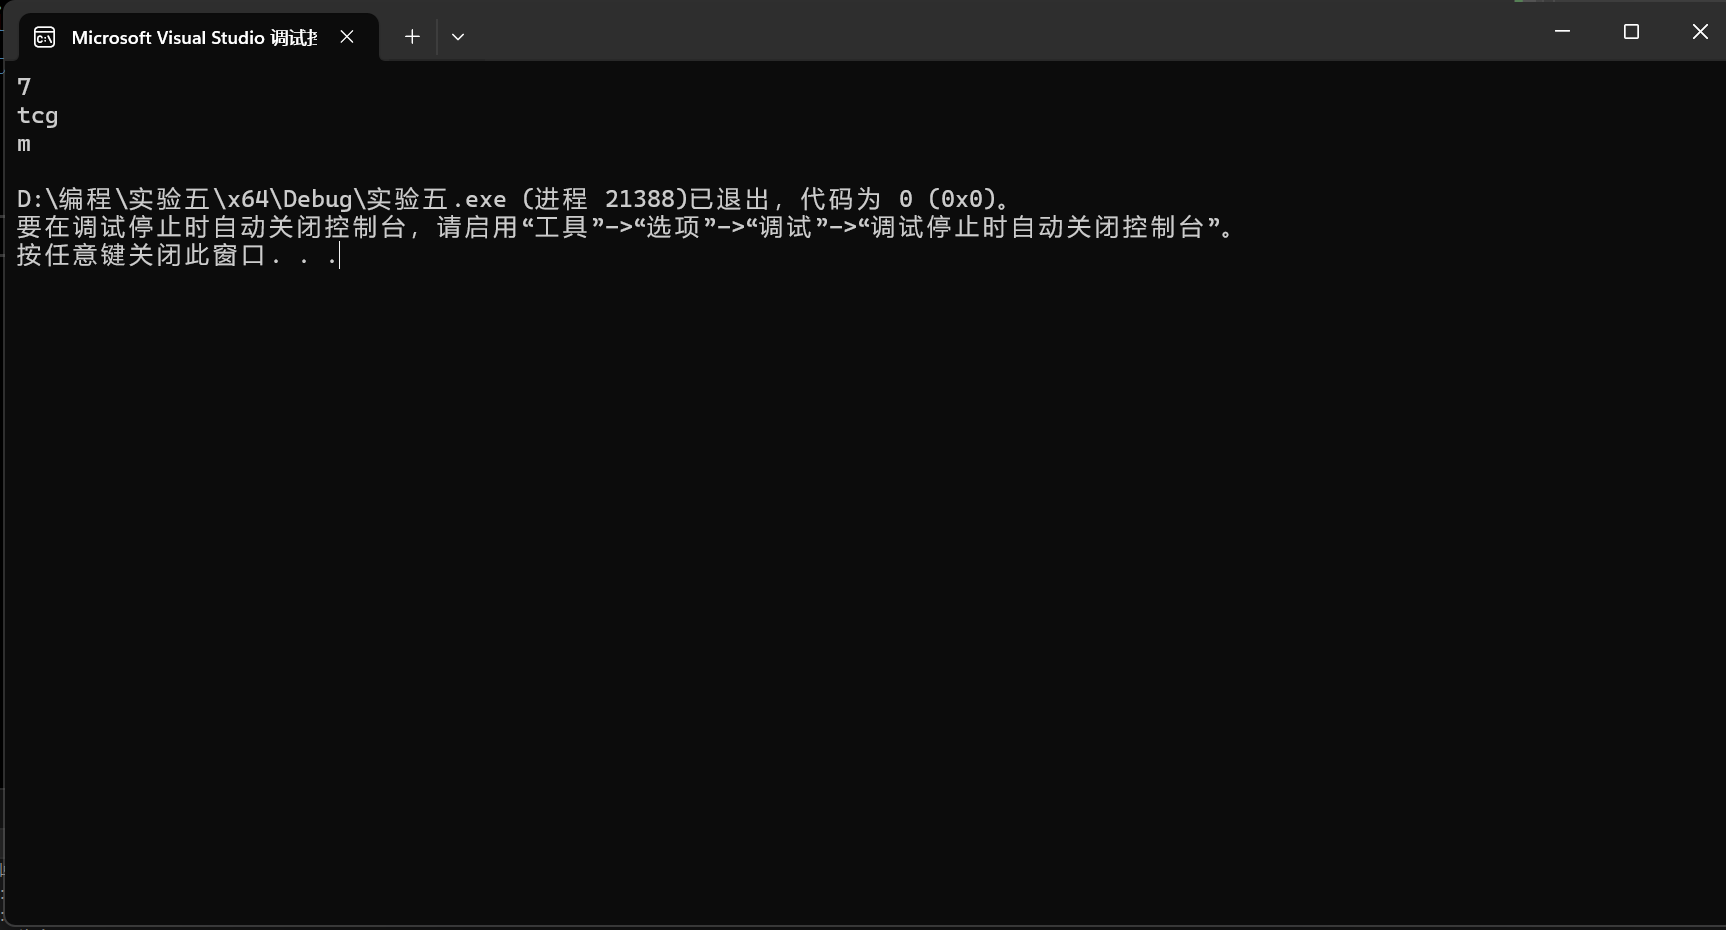 Microsoft Visual Studio 调试
7
tcg
m
D:\编程\实验五\x64\Debug\实验五.exe (进程 21388)已退出，代码为 0 (0x0)。
要在调试停止时自动关闭控制台，请启用“工具”->“选项”->“调试”->“调试停止时自动关闭控制台”。
按任意键关闭此窗口. . .